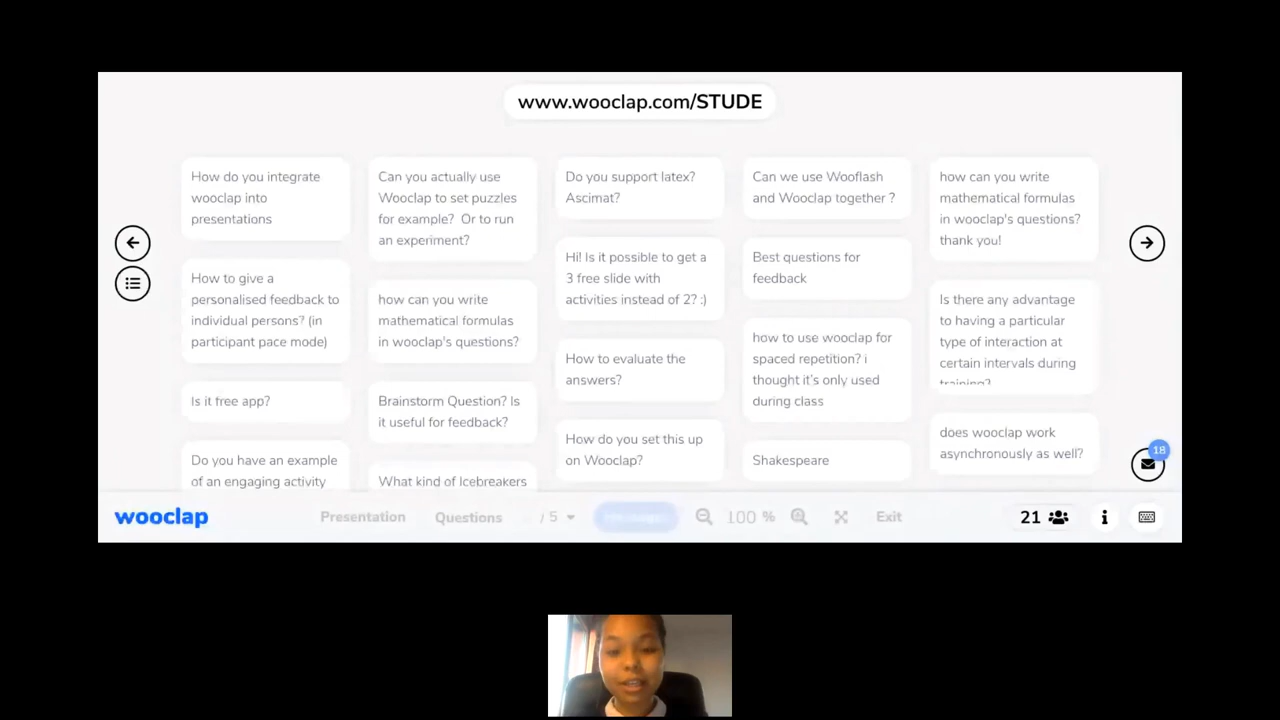 www.wooclap.com/STUDE
How do you integrate
wooclap into
presentations
How to give a
personalised feedback to
individual persons? (in
participant pace mode)
Is it free app?
Do you have an example
of an engaging activity
Can you actually use
Wooclap to set puzzles
for example? Or to run
an experiment?
how can you write
mathematical formulas
in wooclap's questions?
Brainstorm Question? Is
it useful for feedback?
What kind of Icebreakers
Do you support latex?
Ascimat?
Hi! Is it possible to get a
3 free slide with
activities instead of 2? :)
How to evaluate the
answers?
How do you set this up
on Wooclap?
Can we use Wooflash
and Wooclap together ?
Best questions for
feedback
how to use wooclap for
spaced repetition? i
thought it's only used
during class
Shakespeare
how can you write
mathematical formulas
in wooclap's questions?
thank you!
Is there any advantage
to having a particular
type of interaction at
certain intervals during
training?
does wooclap work
asynchronously as well?
18
wooclap
Presentation
Questions
/ 5
100 %
Exit
21